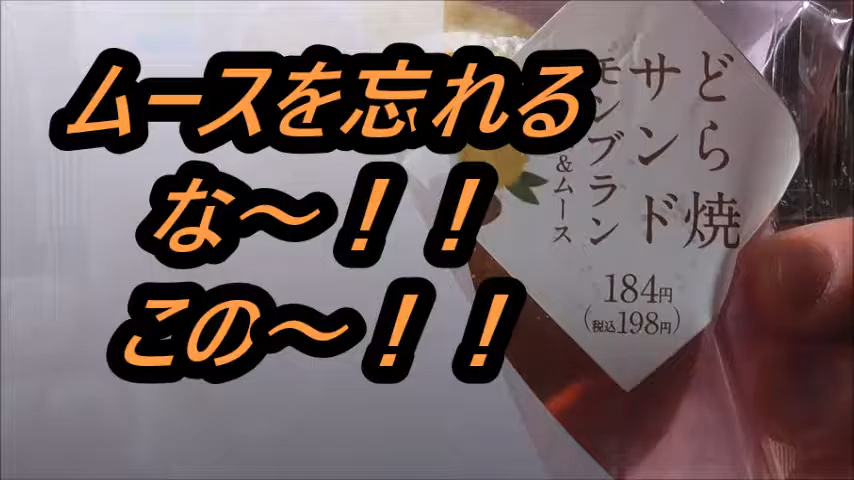 ムースを忘れる
な～！！
この～！！
どら焼
サンド
モンブラン
&ムース
184円
（税込198円）